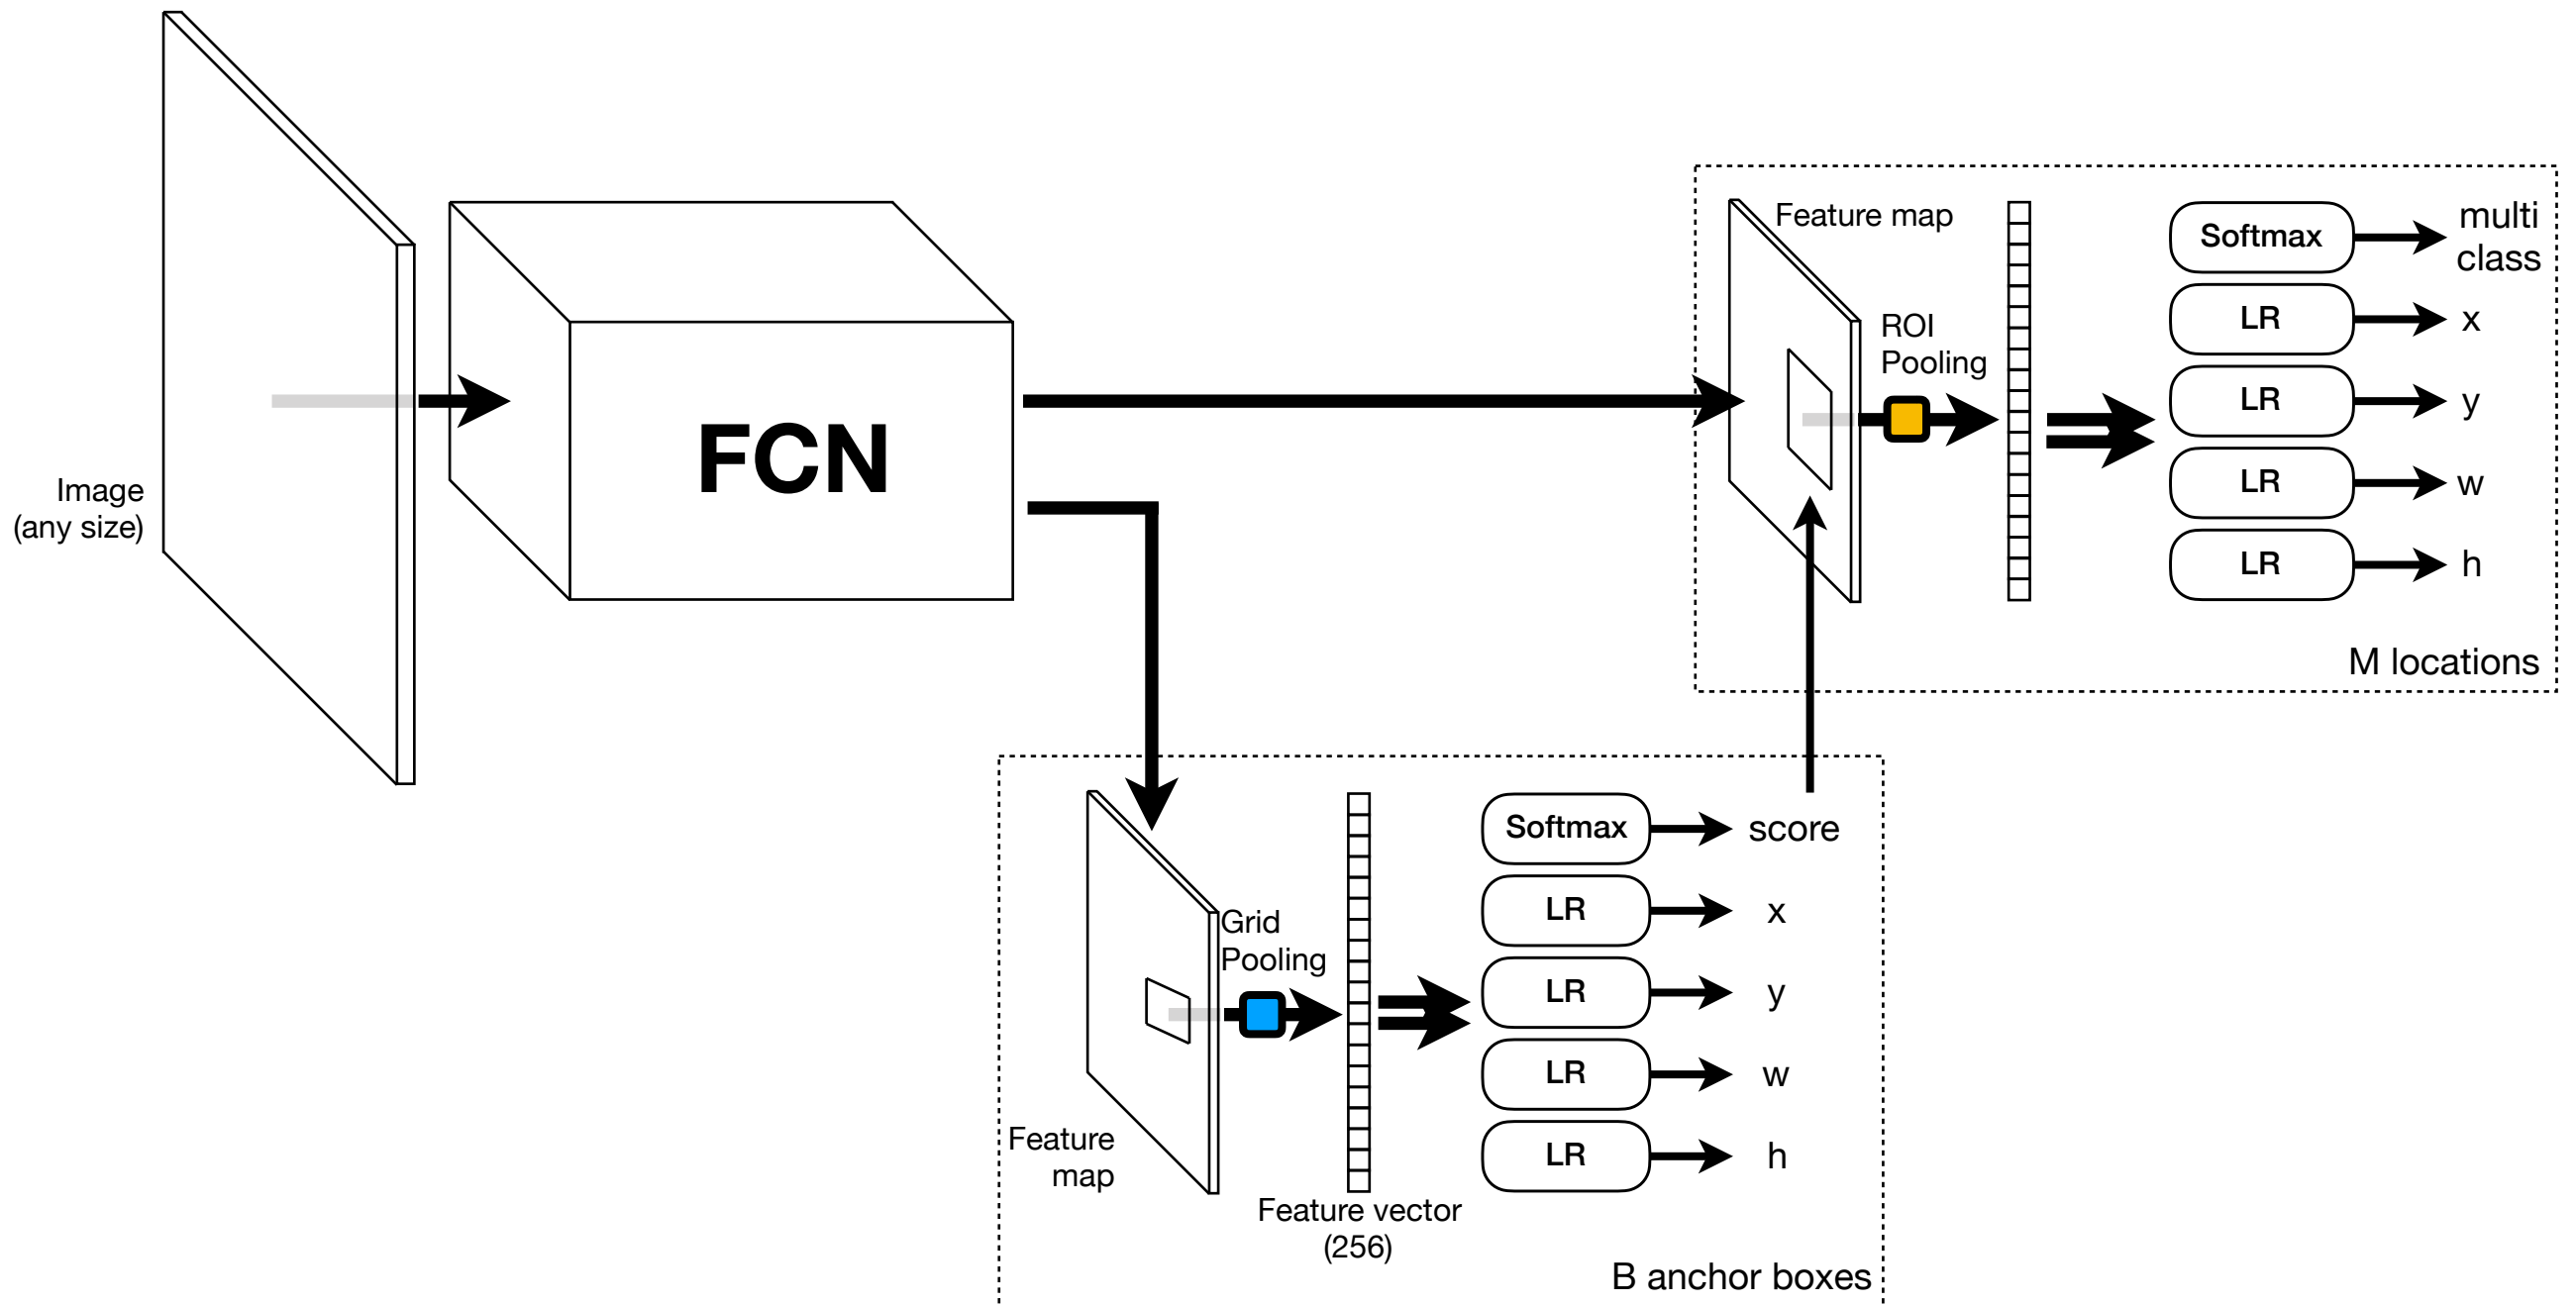 Image
(any size)
FCN
Feature map
ROI
Pooling
Softmax
multi
class
LR
x
LR
y
LR
w
LR
h
M locations
Feature
map
Grid
Pooling
Feature vector
(256)
Softmax
score
LR
x
LR
y
LR
w
LR
h
B anchor boxes